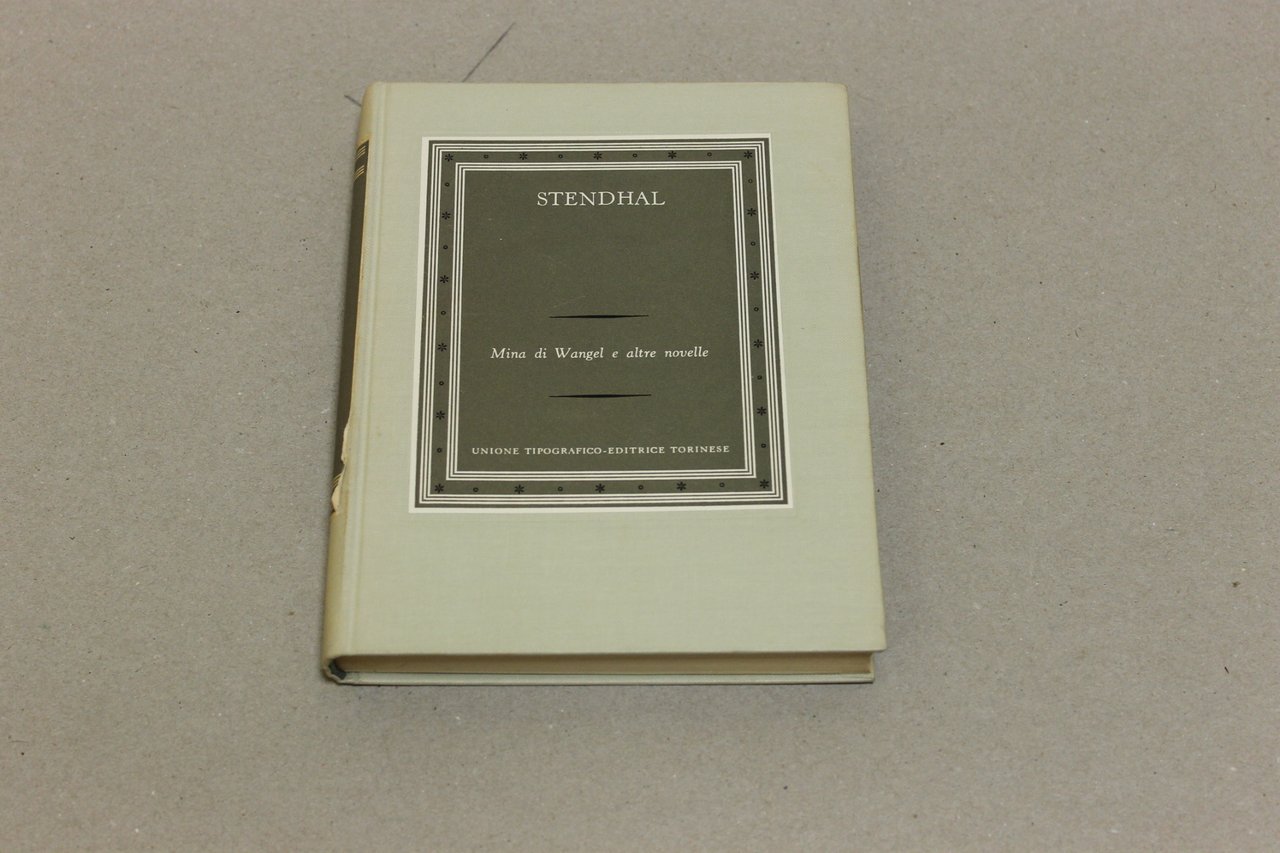 STENDHAL
Mina di Wangel e altre novelle
UNIONE TIPOGRAFICO-EDITRICE TORINESE